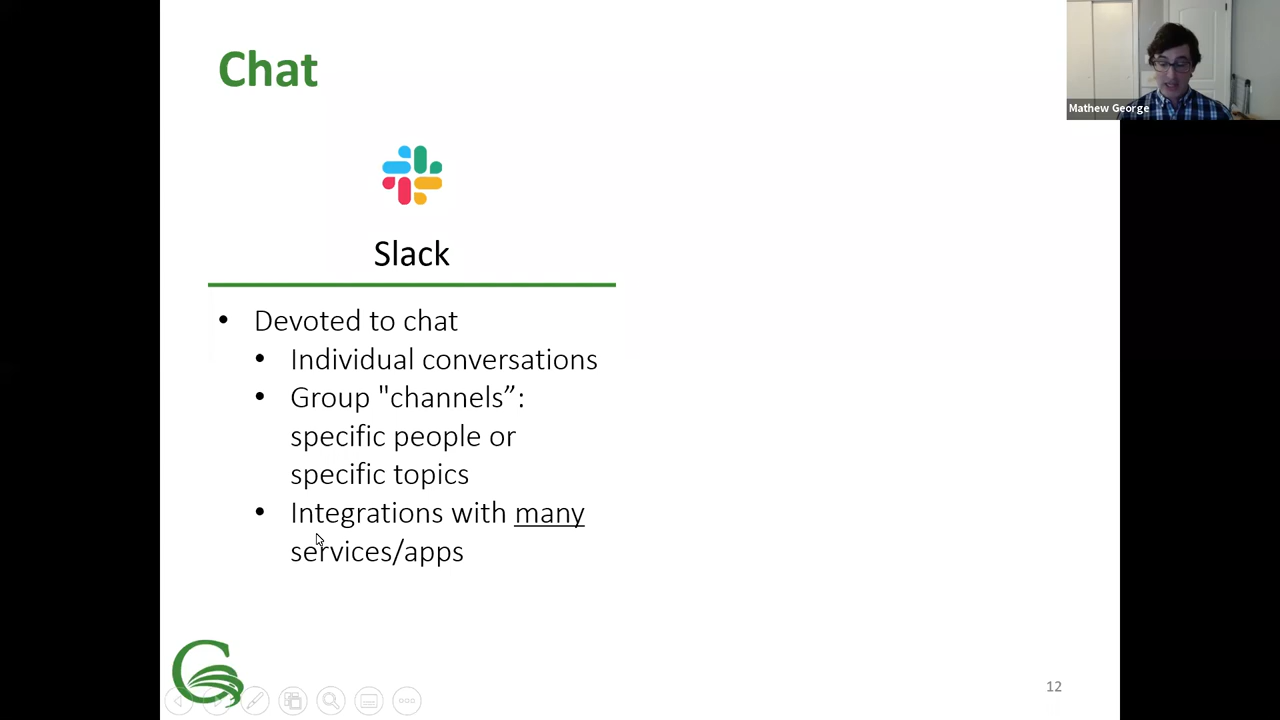 Chat
Mathew George
Slack
• Devoted to chat
• Individual conversations
• Group "channels”:
specific people or
specific topics
• Integrations with many
services/apps
12